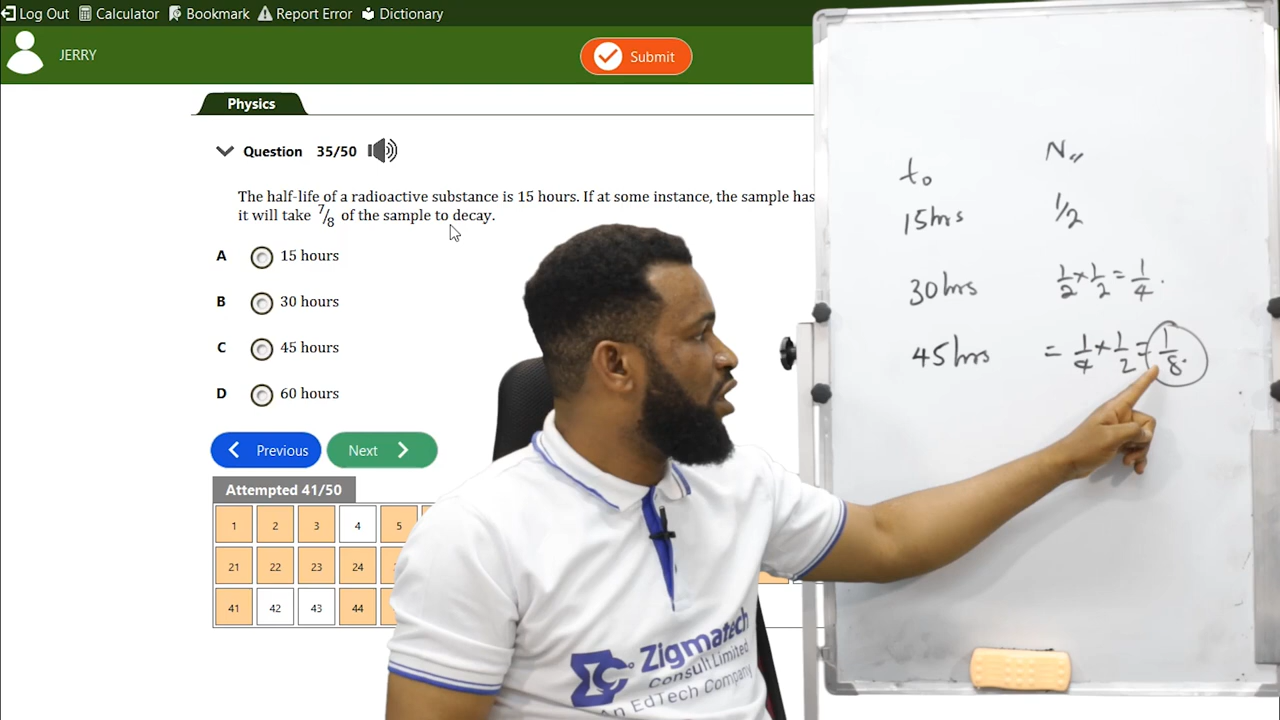 Log Out Calculator Bookmark Report Error Dictionary
JERRY
Submit
Physics
Question 35/50
The half-life of a radioactive substance is 15 hours. If at some instance, the sample has
it will take 7/8 of the sample to decay.
A 15 hours
B 30 hours
C 45 hours
D 60 hours
Previous Next
Attempted 41/50
1 2 3 4 5
21 22 23 24
41 42 43 44
t₀ N
15hrs 1/2
30hrs 1/2 × 1/2 = 1/4.
45hrs = 1/4 × 1/2 = 1/8.
Zigmatech
Consult Limited
An EdTech Company